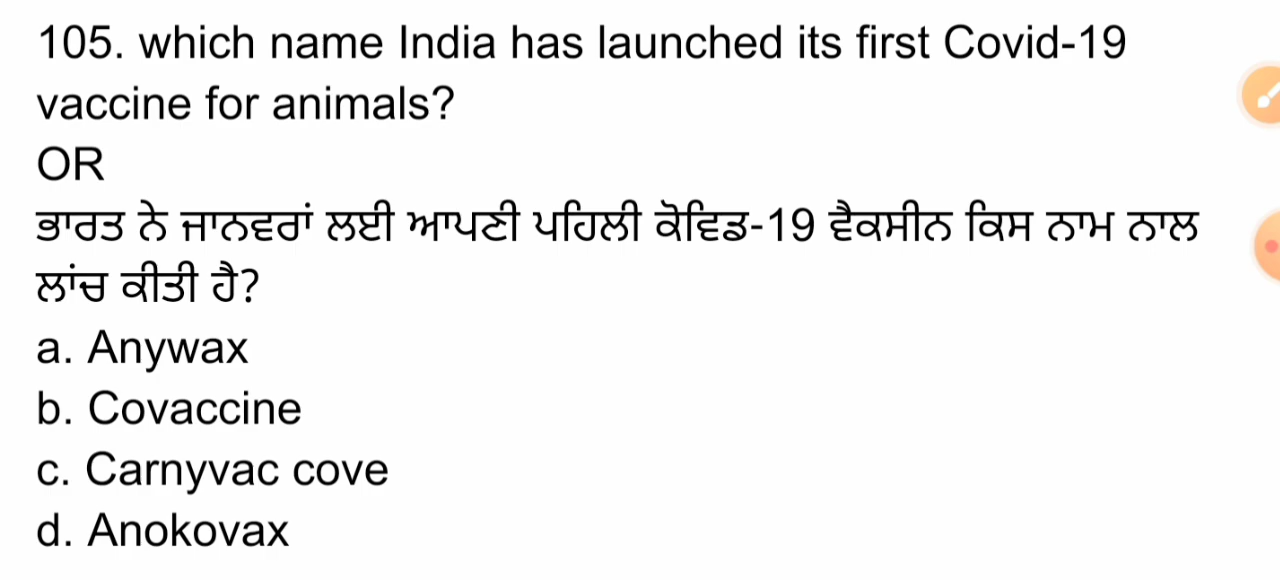 105. which name India has launched its first Covid-19
vaccine for animals?
OR
ਭਾਰਤ ਨੇ ਜਾਨਵਰਾਂ ਲਈ ਆਪਣੀ ਪਹਿਲੀ ਕੋਵਿਡ-19 ਵੈਕਸੀਨ ਕਿਸ ਨਾਮ ਨਾਲ
ਲਾਂਚ ਕੀਤੀ ਹੈ?
a. Anywax
b. Covaccine
c. Carnyvac cove
d. Anokovax